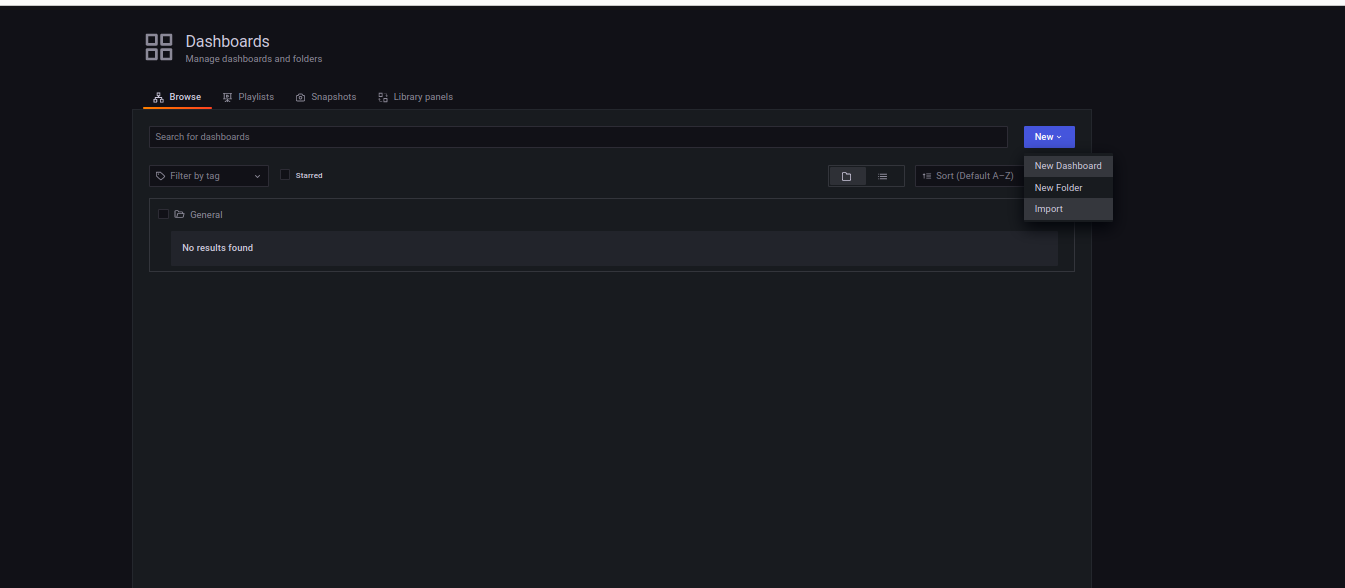 Dashboards
Manage dashboards and folders
Browse Playlists Snapshots Library panels
Search for dashboards New
Filter by tag Starred Sort (Default A–Z)
New Dashboard
New Folder
Import
General
No results found